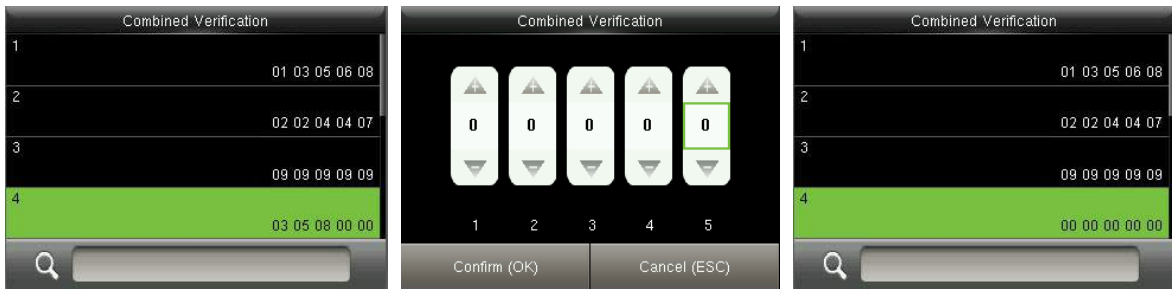 Combined Verification
1
01 03 05 06 08
2
02 02 04 04 07
3
09 09 09 09 09
4
03 05 08 00 00
Combined Verification
0 0 0 0 0
1 2 3 4 5
Confirm (OK) Cancel (ESC)
Combined Verification
1
01 03 05 06 08
2
02 02 04 04 07
3
09 09 09 09 09
4
00 00 00 00 00